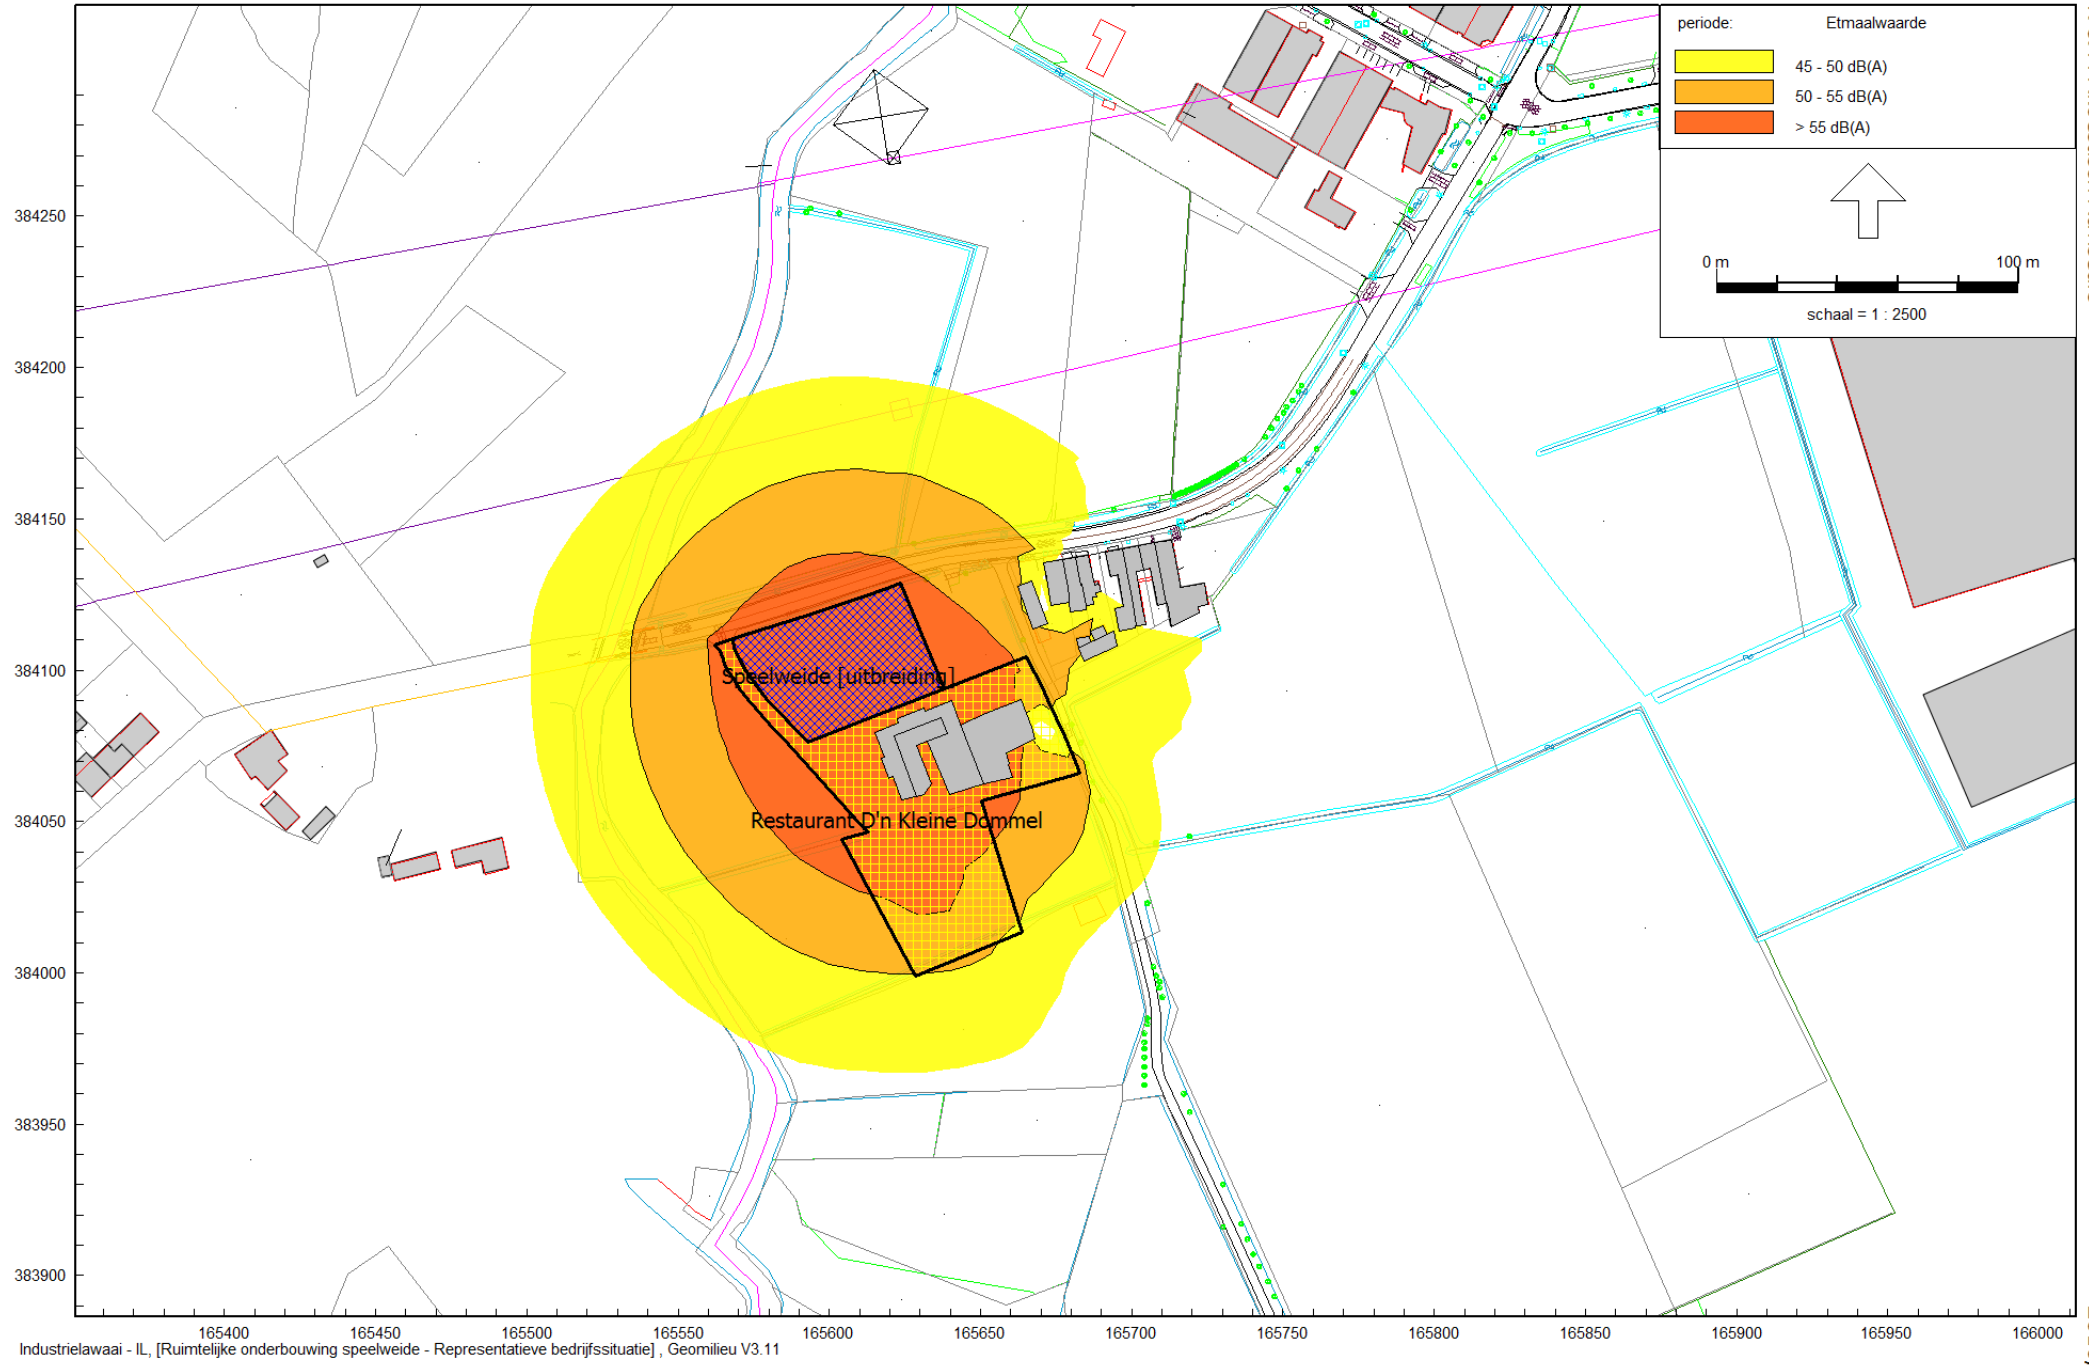 periode: Etmaalwaarde
45 - 50 dB(A)
50 - 55 dB(A)
> 55 dB(A)
0 m 100 m
schaal = 1 : 2500
384250
384200
384150
384100
384050
384000
383950
383900
Speelweide [uitbreiding]
Restaurant D'n Kleine Dommel
165400 165450 165500 165550 165600 165650 165700 165750 165800 165850 165900 165950 166000
Industrielawaai - IL, [Ruimtelijke onderbouwing speelweide - Representatieve bedrijfssituatie] , Geomilieu V3.11